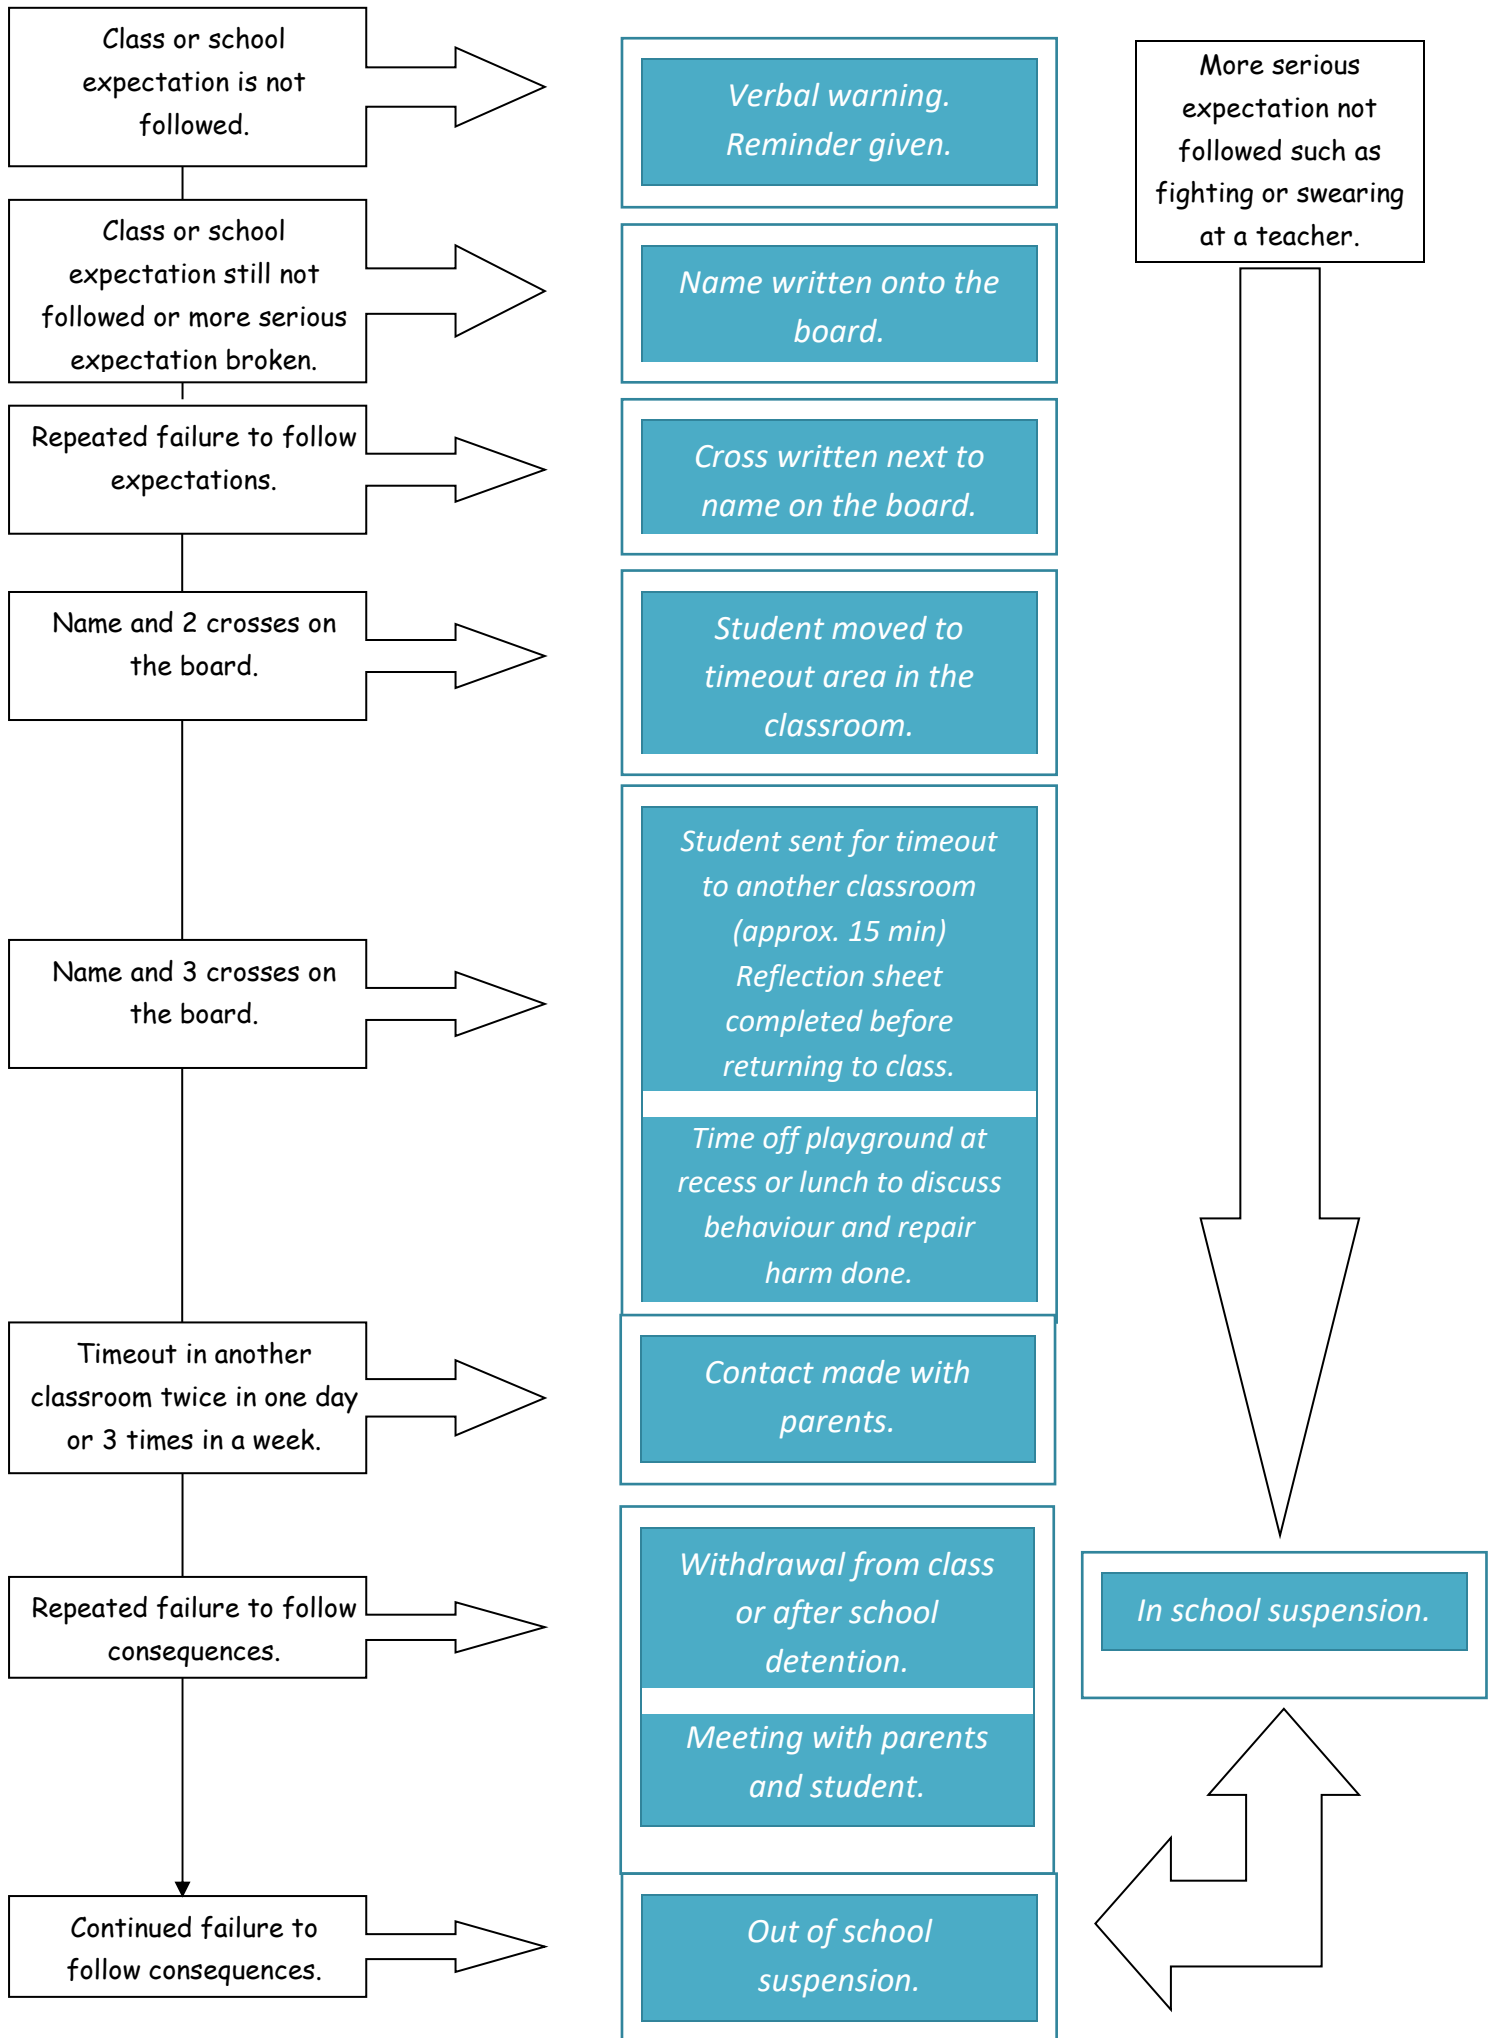 Class or school
expectation is not
followed.
Verbal warning.
Reminder given.
More serious
expectation not
followed such as
fighting or swearing
at a teacher.
Class or school
expectation still not
followed or more serious
expectation broken.
Name written onto the
board.
Repeated failure to follow
expectations.
Cross written next to
name on the board.
Name and 2 crosses on
the board.
Student moved to
timeout area in the
classroom.
Name and 3 crosses on
the board.
Student sent for timeout
to another classroom
(approx. 15 min)
Reflection sheet
completed before
returning to class.
Time off playground at
recess or lunch to discuss
behaviour and repair
harm done.
Timeout in another
classroom twice in one day
or 3 times in a week.
Contact made with
parents.
Repeated failure to follow
consequences.
Withdrawal from class
or after school
detention.
Meeting with parents
and student.
In school suspension.
Continued failure to
follow consequences.
Out of school
suspension.